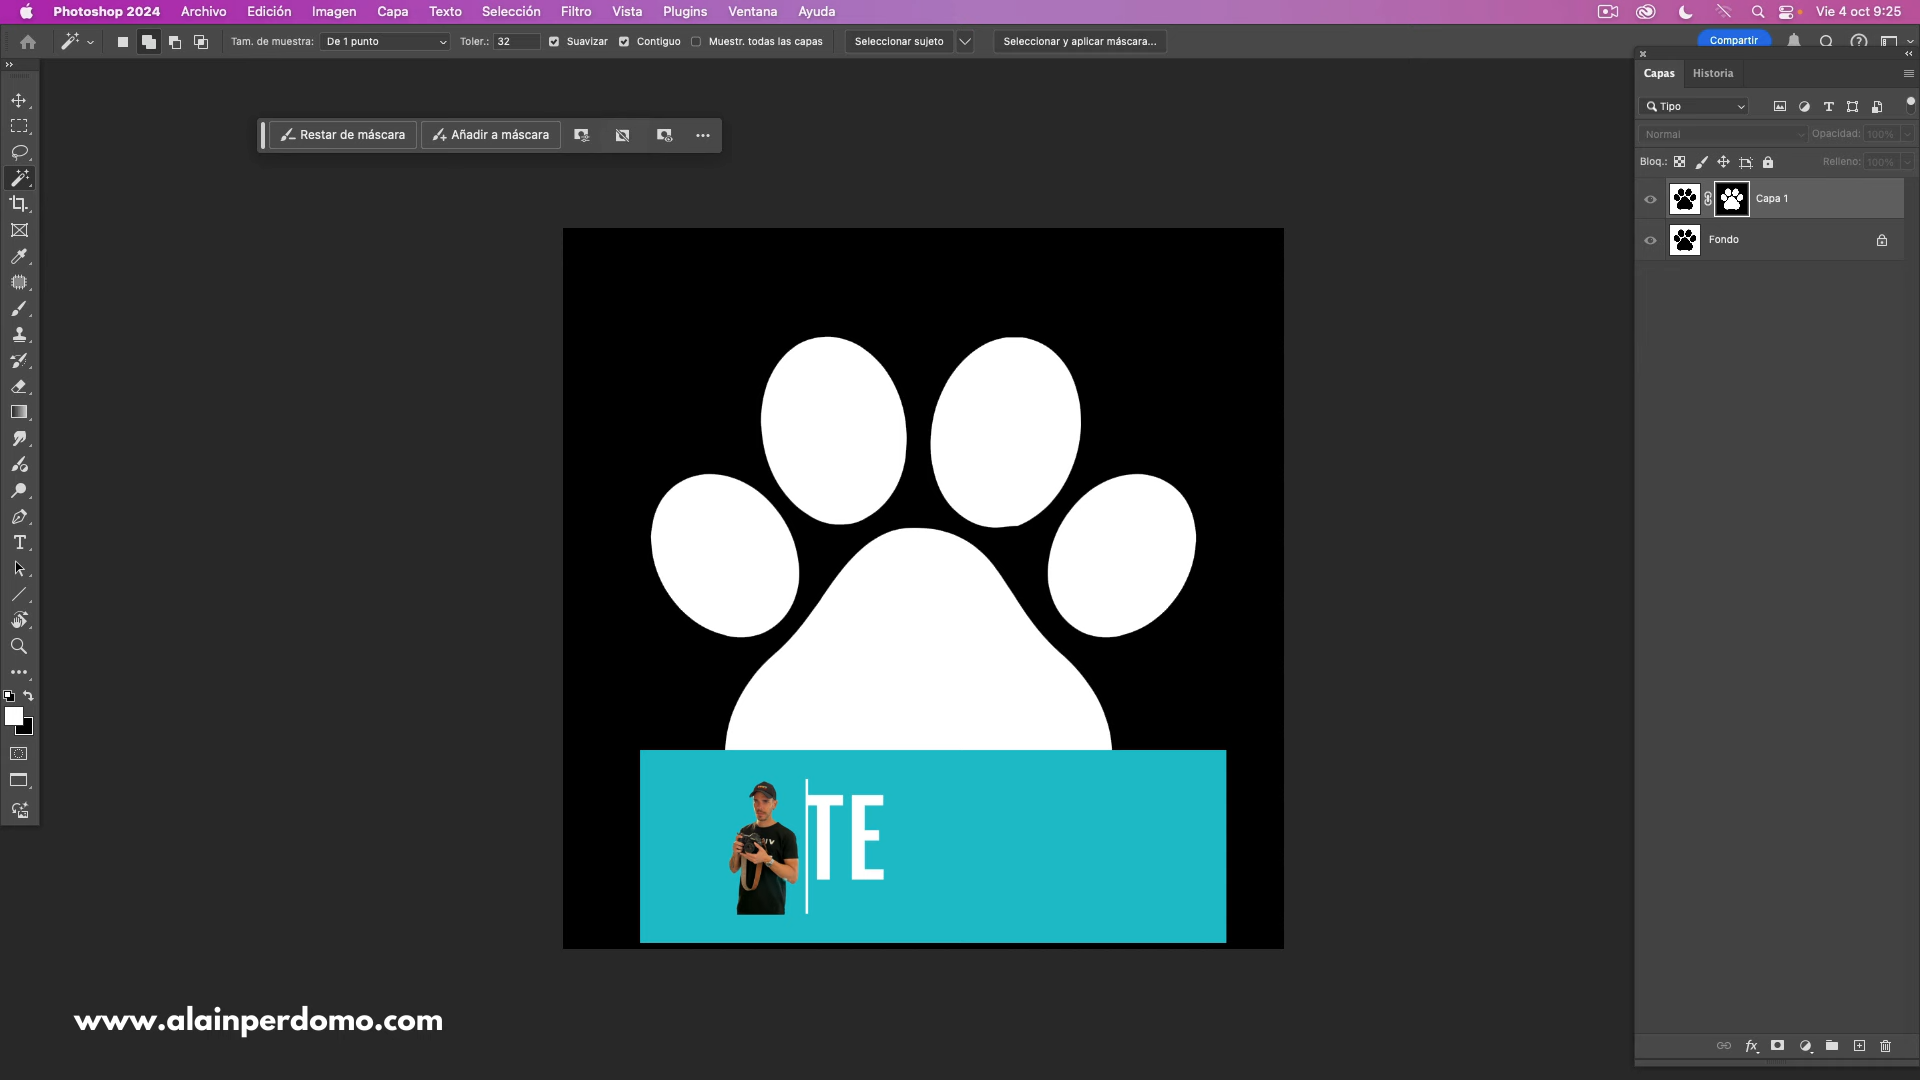 Photoshop 2024 Archivo Edición Imagen Capa Texto Selección Filtro Vista Plugins Ventana Ayuda Vie 4 oct 9:25
Tam. de muestra: De 1 punto Toler.: 32 Suavizar Contiguo Muestr. todas las capas Seleccionar sujeto Seleccionar y aplicar máscara... Compartir
Capas Historia
Tipo
Restar de máscara Añadir a máscara
Normal Opacidad: 100%
Bloq.: Relleno: 100%
Capa 1
Fondo
TE
www.alainperdomo.com